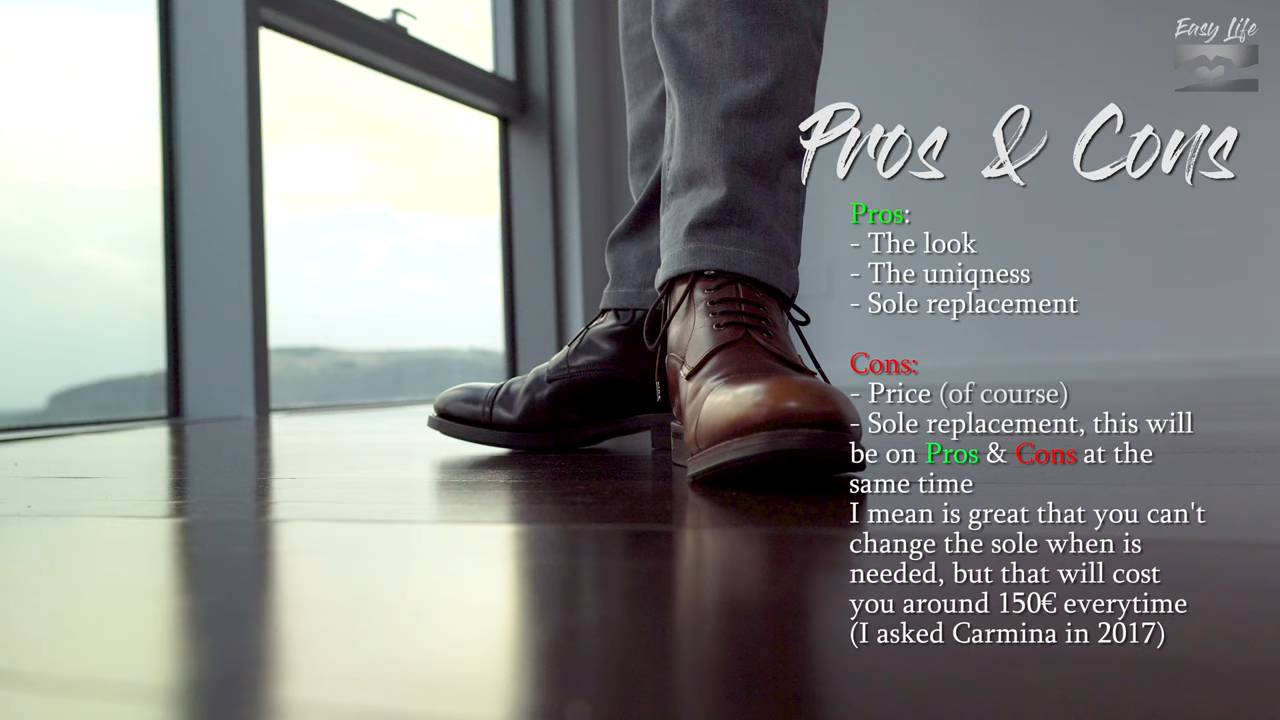 Easy Life
Pros & Cons
Pros:
- The look
- The uniqness
- Sole replacement
Cons:
- Price (of course)
- Sole replacement, this will
be on Pros & Cons at the
same time
I mean is great that you can't
change the sole when is
needed, but that will cost
you around 150€ everytime
(I asked Carmina in 2017)